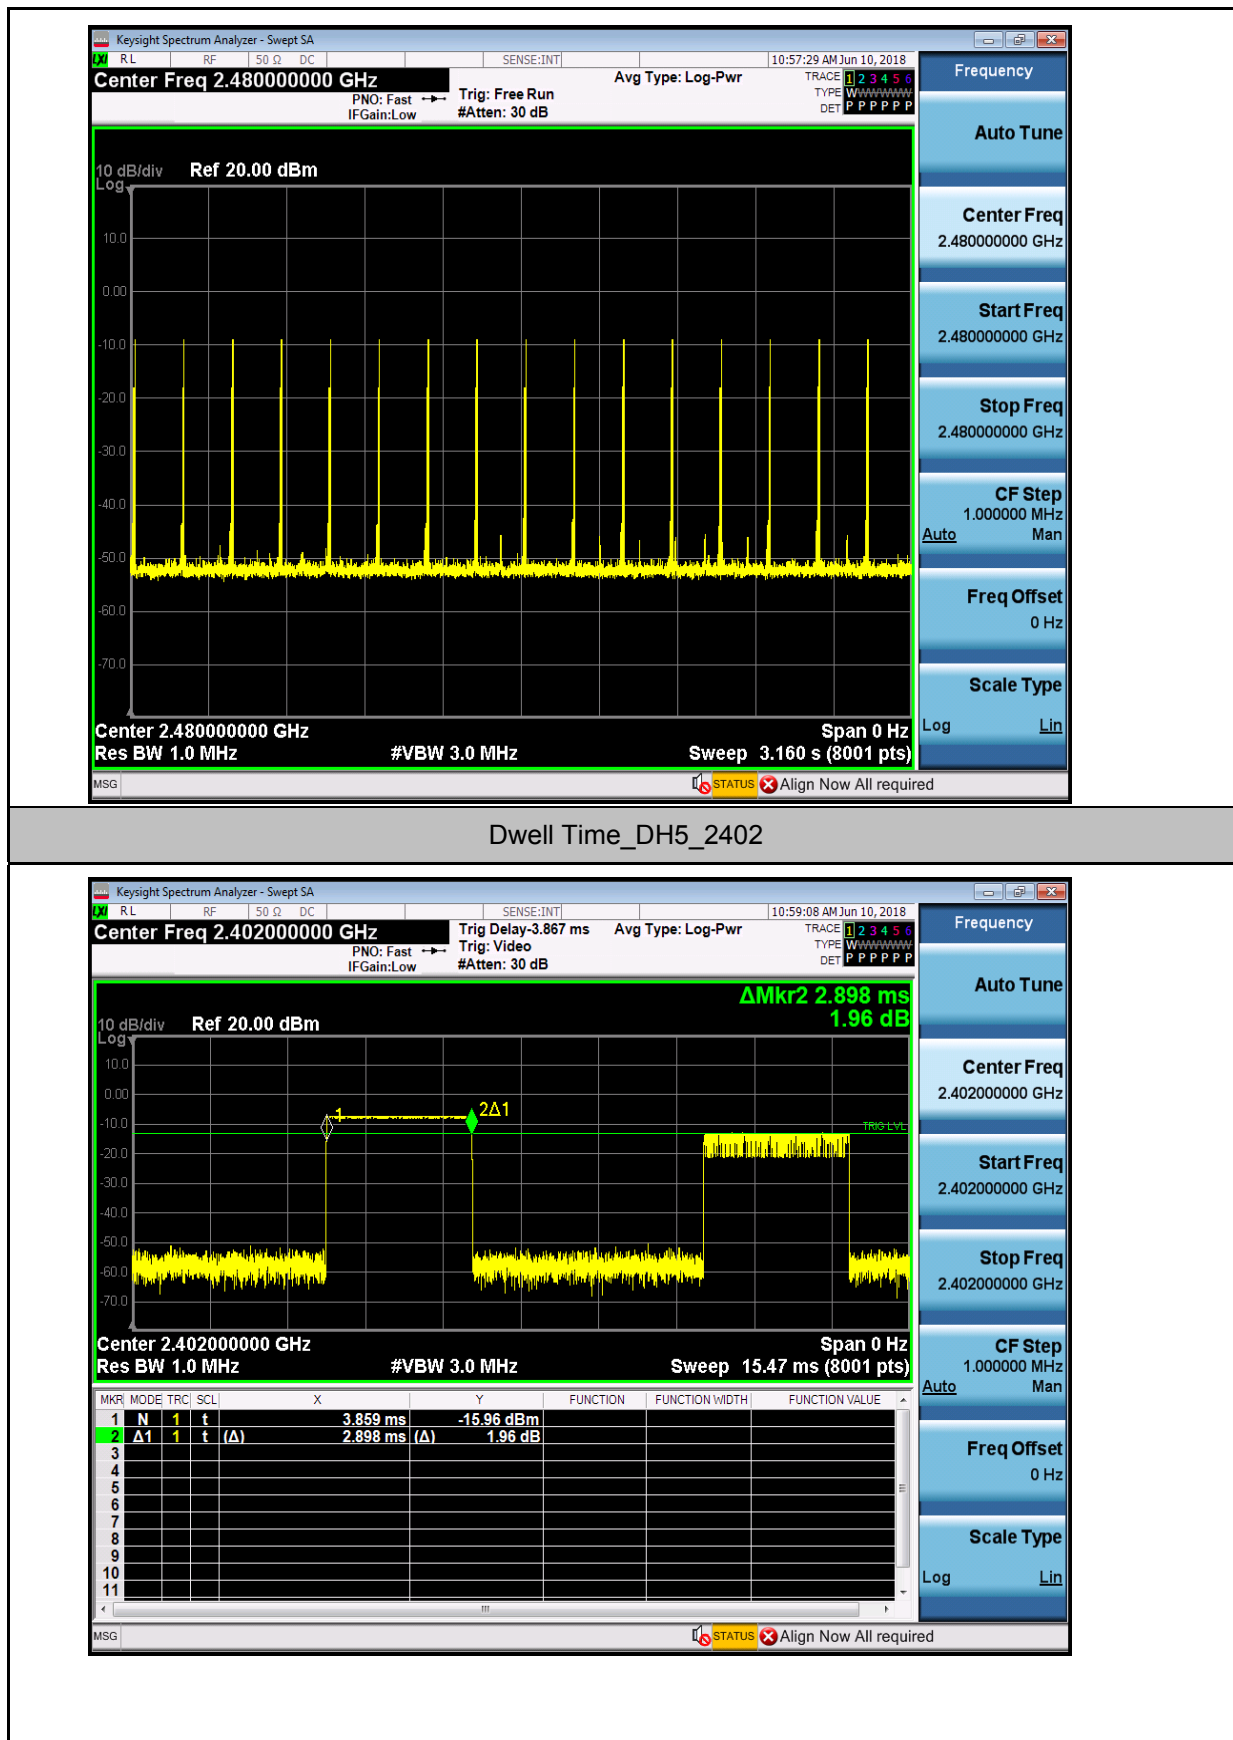 Keysight Spectrum Analyzer - Swept SA
LXI RL RF 50 Ω DC SENSE:INT 10:57:29 AM Jun 10, 2018
Center Freq 2.480000000 GHz Avg Type: Log-Pwr TRACE 1 2 3 4 5 6
PNO: Fast Trig: Free Run TYPE WWWWWW
IFGain:Low #Atten: 30 dB DET P P P P P P
10 dB/div Ref 20.00 dBm
Log
10.0
0.00
-10.0
-20.0
-30.0
-40.0
-50.0
-60.0
-70.0
Center 2.480000000 GHz Span 0 Hz
Res BW 1.0 MHz #VBW 3.0 MHz Sweep 3.160 s (8001 pts)
MSG STATUS Align Now All required
Frequency
Auto Tune
Center Freq
2.480000000 GHz
Start Freq
2.480000000 GHz
Stop Freq
2.480000000 GHz
CF Step
1.000000 MHz
Auto Man
Freq Offset
0 Hz
Scale Type
Log Lin
Dwell Time_DH5_2402
Keysight Spectrum Analyzer - Swept SA
LXI RL RF 50 Ω DC SENSE:INT 10:59:08 AM Jun 10, 2018
Center Freq 2.402000000 GHz Trig Delay-3.867 ms Avg Type: Log-Pwr TRACE 1 2 3 4 5 6
PNO: Fast Trig: Video TYPE WWWWWW
IFGain:Low #Atten: 30 dB DET P P P P P P
ΔMkr2 2.898 ms
1.96 dB
10 dB/div Ref 20.00 dBm
Log
10.0
0.00
-10.0
-20.0
-30.0
-40.0
-50.0
-60.0
-70.0
1
2Δ1
TRIG LVL
Center 2.402000000 GHz Span 0 Hz
Res BW 1.0 MHz #VBW 3.0 MHz Sweep 15.47 ms (8001 pts)
MKR MODE TRC SCL X Y FUNCTION FUNCTION WIDTH FUNCTION VALUE
1 N 1 t 3.859 ms -15.96 dBm
2 Δ1 1 t (Δ) 2.898 ms (Δ) 1.96 dB
3
4
5
6
7
8
9
10
11
MSG STATUS Align Now All required
Frequency
Auto Tune
Center Freq
2.402000000 GHz
Start Freq
2.402000000 GHz
Stop Freq
2.402000000 GHz
CF Step
1.000000 MHz
Auto Man
Freq Offset
0 Hz
Scale Type
Log Lin